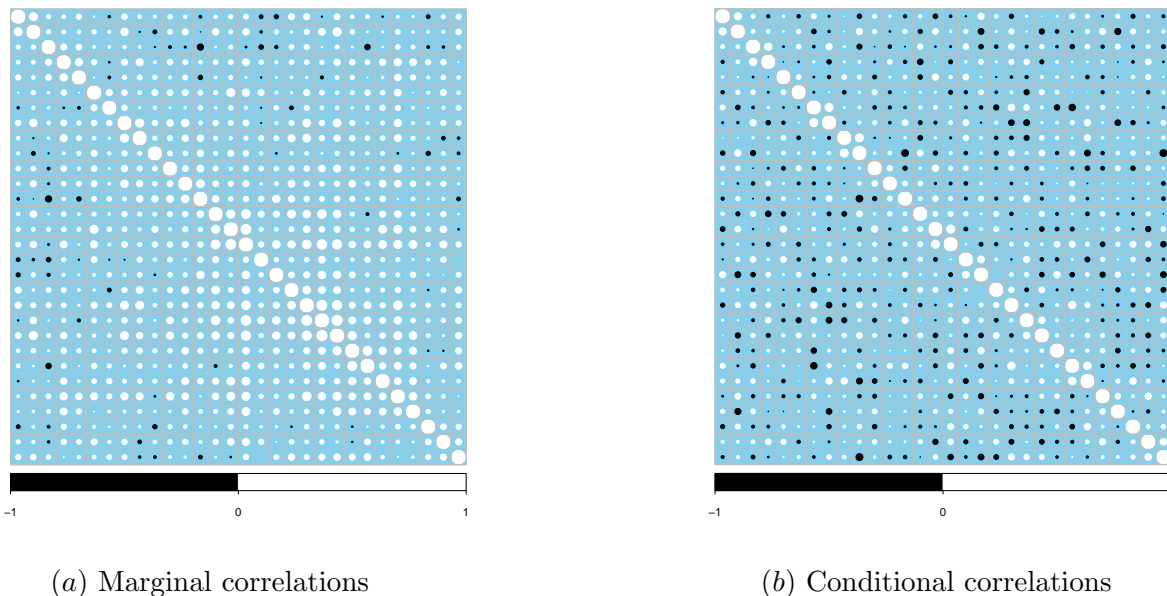 −1 0 1
−1 0
(a) Marginal correlations
(b) Conditional correlations